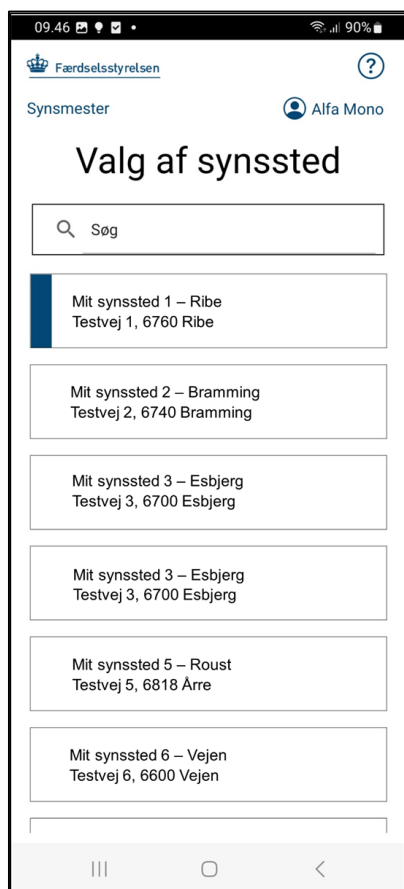 09.46 90%
Færdselsstyrelsen ?
Synsmester Alfa Mono
Valg af synssted
Søg
Mit synssted 1 – Ribe
Testvej 1, 6760 Ribe
Mit synssted 2 – Bramming
Testvej 2, 6740 Bramming
Mit synssted 3 – Esbjerg
Testvej 3, 6700 Esbjerg
Mit synssted 3 – Esbjerg
Testvej 3, 6700 Esbjerg
Mit synssted 5 – Roust
Testvej 5, 6818 Årre
Mit synssted 6 – Vejen
Testvej 6, 6600 Vejen